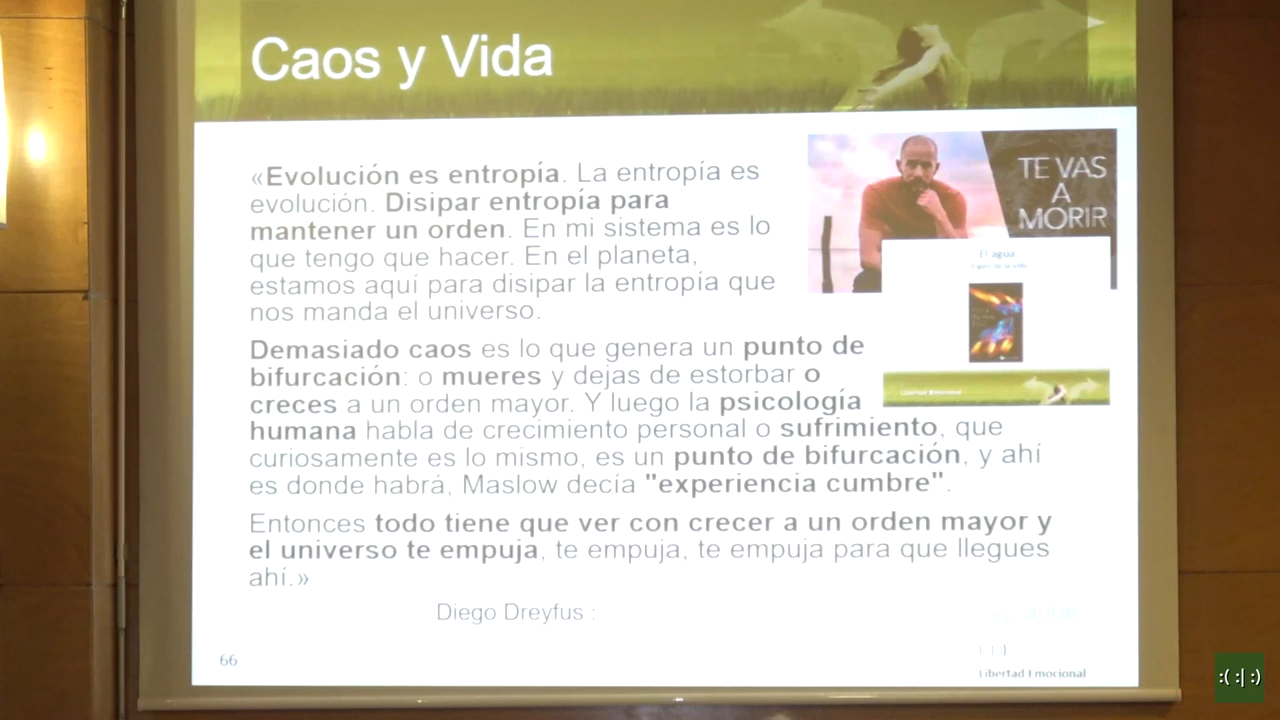 Caos y Vida
«Evolución es entropía. La entropía es
evolución. Disipar entropía para
mantener un orden. En mi sistema es lo
que tengo que hacer. En el planeta,
estamos aquí para disipar la entropía que
nos manda el universo.
TE VAS
A
MORIR
El agua
Demasiado caos es lo que genera un punto de
bifurcación: o mueres y dejas de estorbar o
creces a un orden mayor. Y luego la psicología
humana habla de crecimiento personal o sufrimiento, que
curiosamente es lo mismo, es un punto de bifurcación, y ahí
es donde habrá, Maslow decía "experiencia cumbre".
Libertad Emocional
Entonces todo tiene que ver con crecer a un orden mayor y
el universo te empuja, te empuja, te empuja para que llegues
ahí.»
Diego Dreyfus :
66
Libertad Emocional
:( :| :)